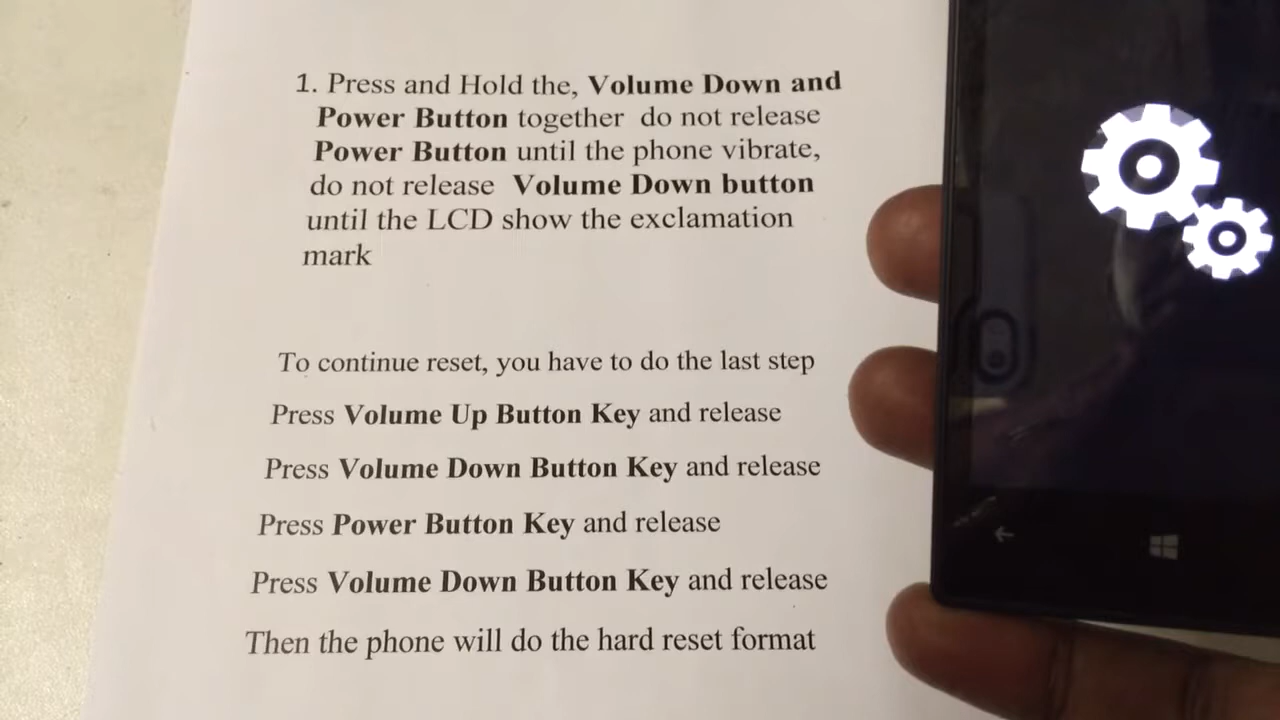 1. Press and Hold the, Volume Down and
Power Button together do not release
Power Button until the phone vibrate,
do not release Volume Down button
until the LCD show the exclamation
mark
To continue reset, you have to do the last step
Press Volume Up Button Key and release
Press Volume Down Button Key and release
Press Power Button Key and release
Press Volume Down Button Key and release
Then the phone will do the hard reset format